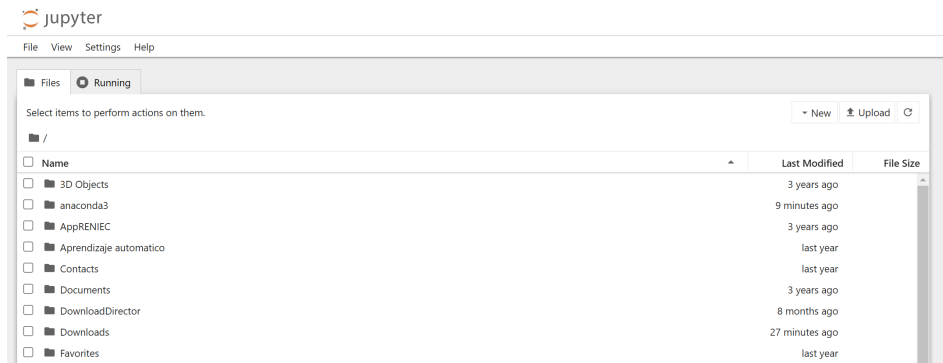 jupyter
File View Settings Help
Files Running
Select items to perform actions on them.
New Upload
/
Name Last Modified File Size
3D Objects 3 years ago
anaconda3 9 minutes ago
AppRENIEC 3 years ago
Aprendizaje automatico last year
Contacts last year
Documents 3 years ago
DownloadDirector 8 months ago
Downloads 27 minutes ago
Favorites last year